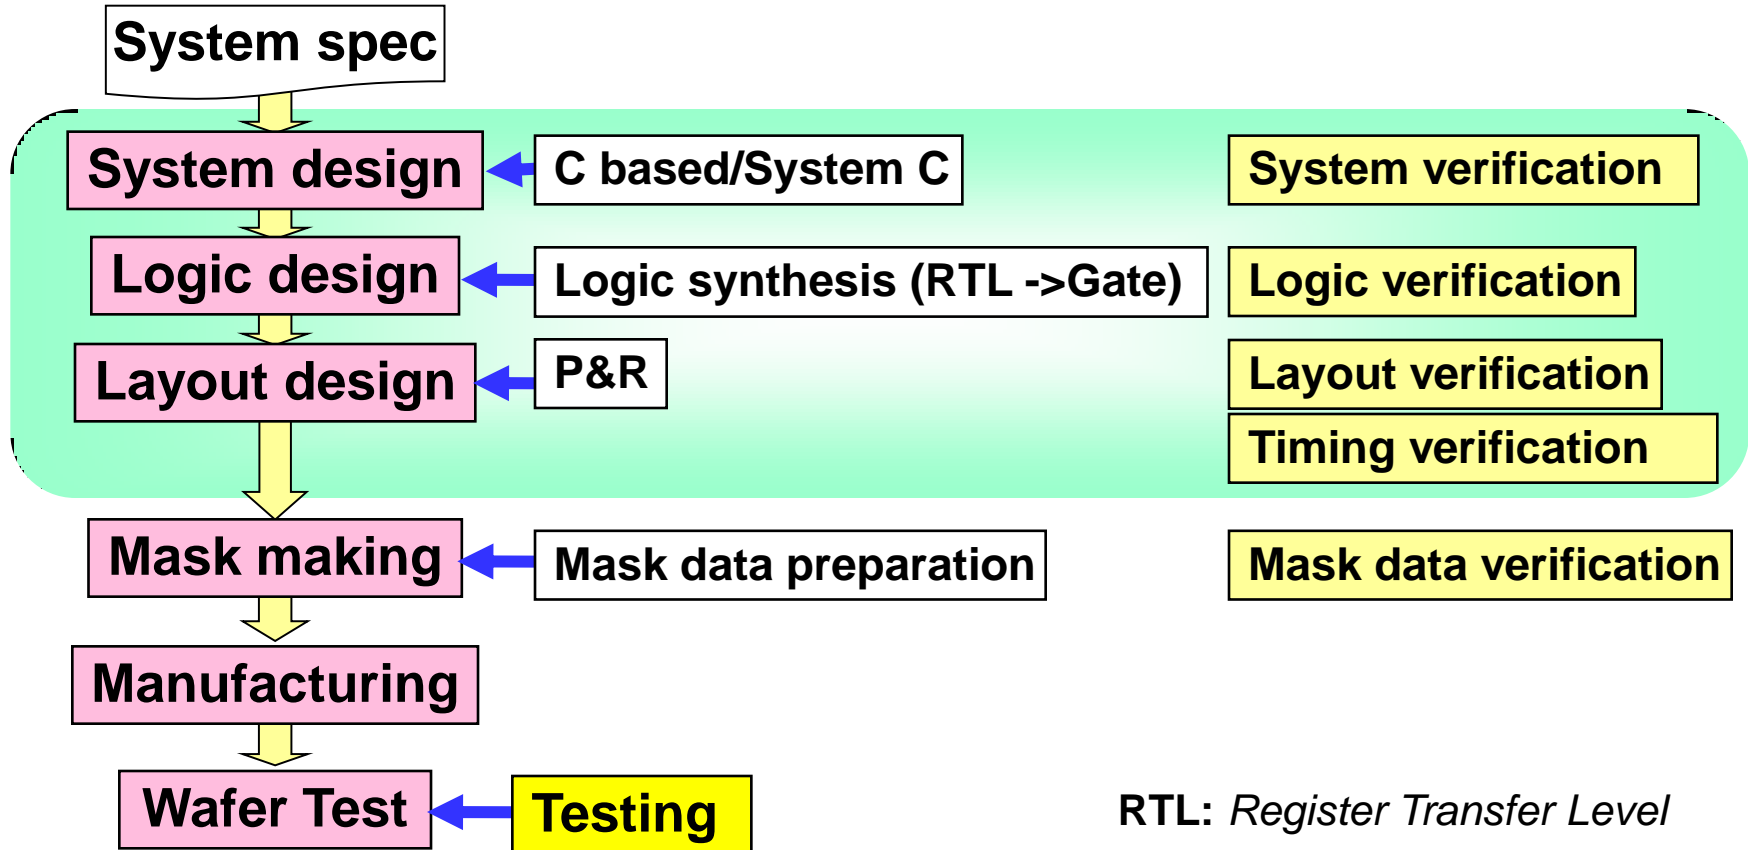 System spec
System design
C based/System C
System verification
Logic design
Logic synthesis (RTL ->Gate)
Logic verification
Layout design
P&R
Layout verification
Timing verification
Mask making
Mask data preparation
Mask data verification
Manufacturing
Wafer Test
Testing
RTL: Register Transfer Level